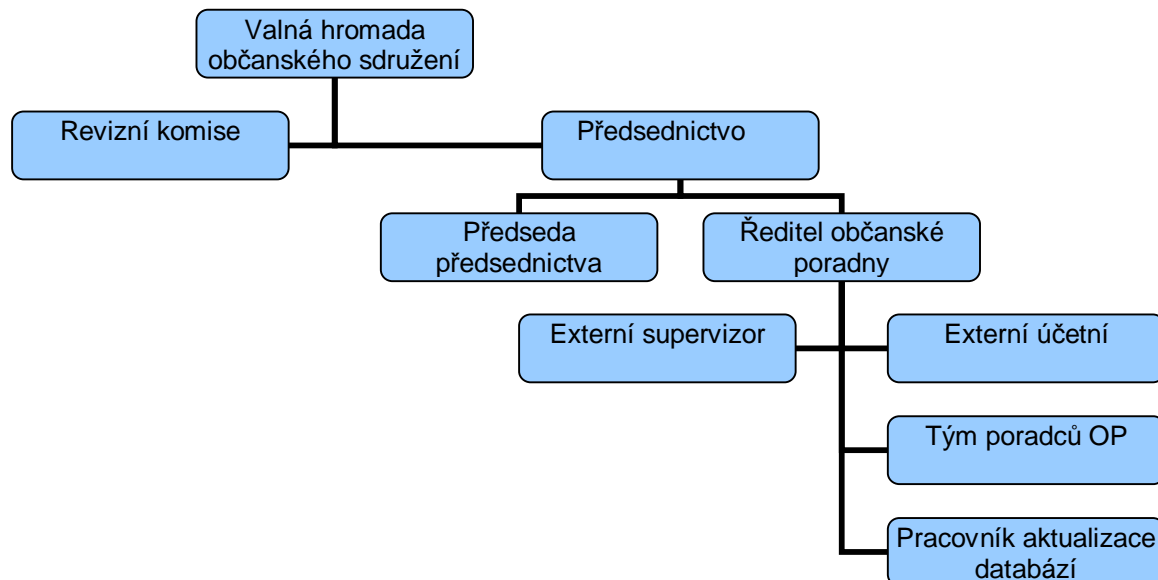 Valná hromada
občanského sdružení
Revizní komise
Předsednictvo
Předseda
předsednictva
Ředitel občanské
poradny
Externí supervizor
Externí účetní
Tým poradců OP
Pracovník aktualizace
databází